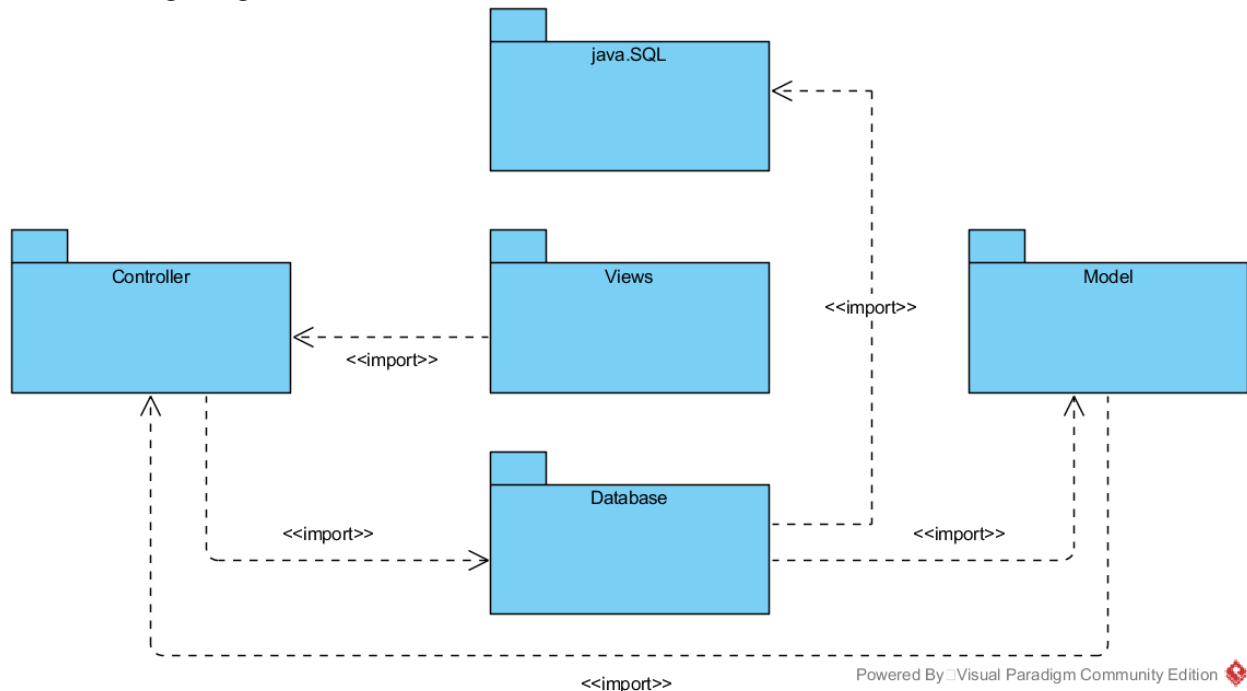 java.SQL
Controller
Views
Model
<<import>>
<<import>>
Database
<<import>>
<<import>>
<<import>>
Powered By Visual Paradigm Community Edition